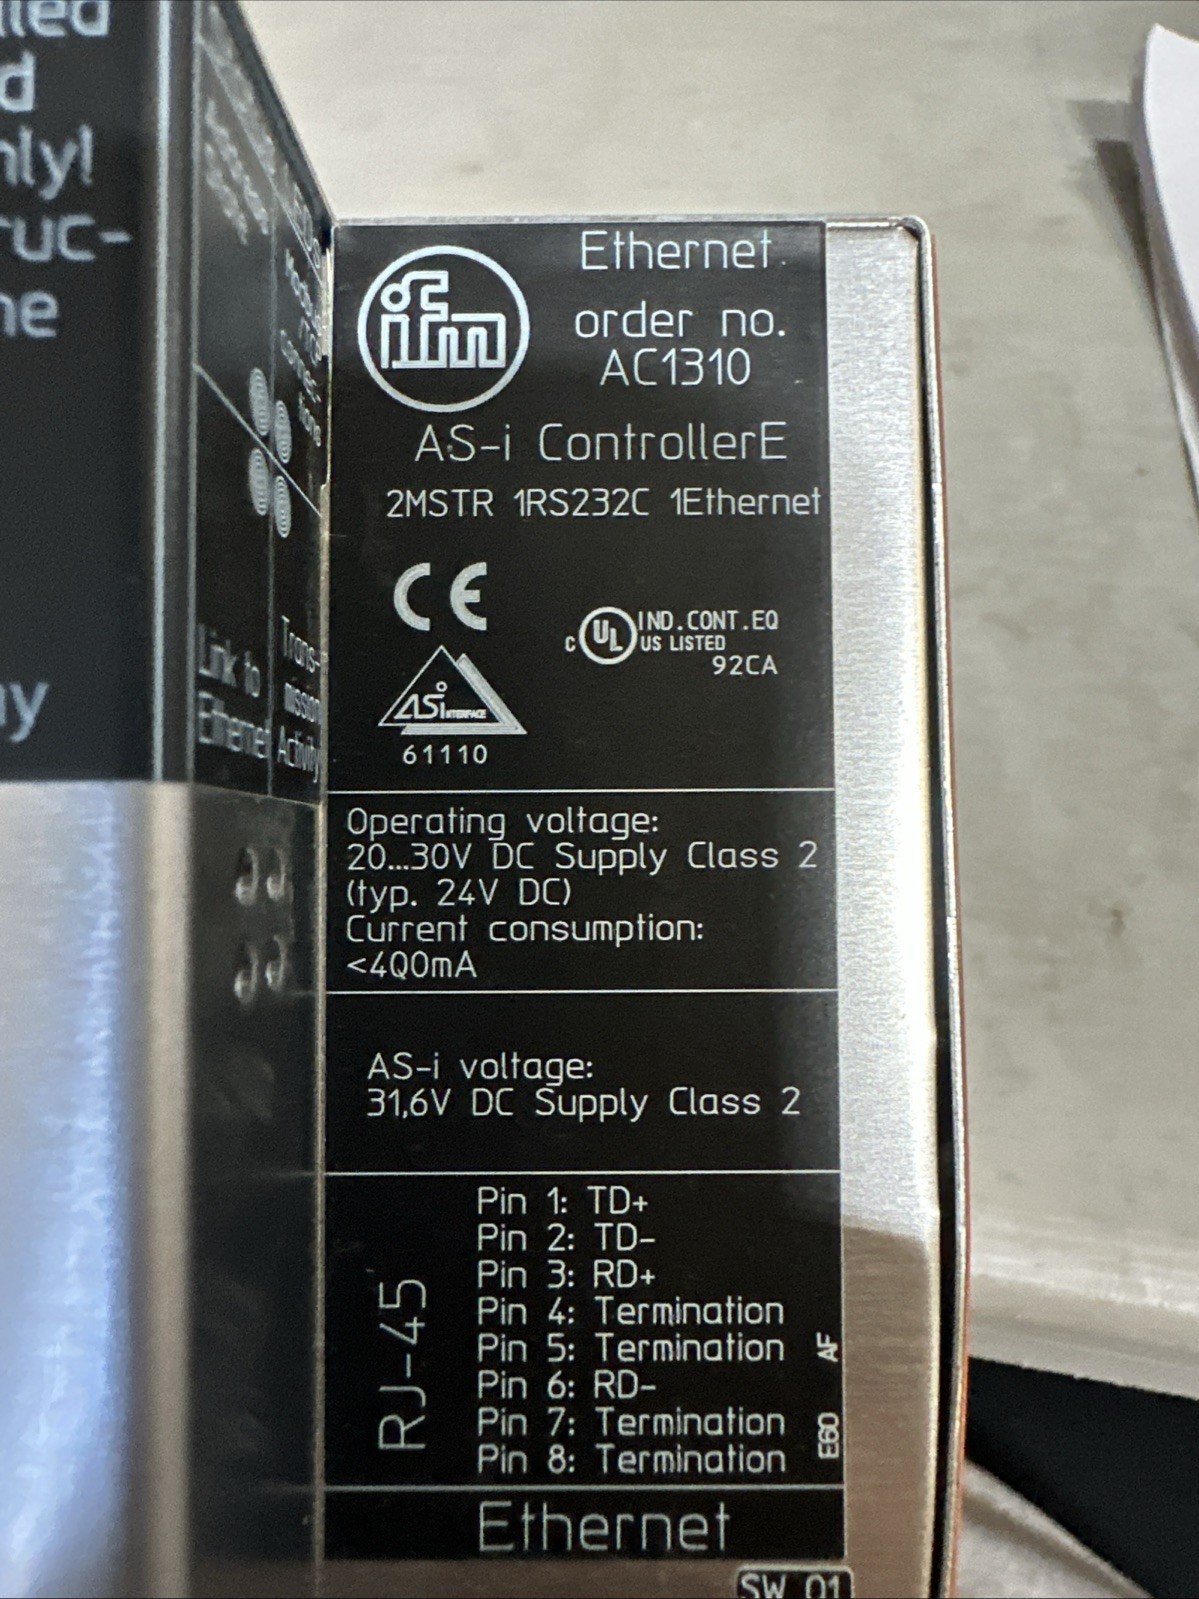 lled
d
nly!
ruc-
ne
ay
Link to
Ethernet
Trans-
mission
Activity
ifm
Ethernet
order no.
AC1310
AS-i ControllerE
2MSTR 1RS232C 1Ethernet
CE
C UL US LISTED
IND.CONT.EQ
92CA
ASi INTERFACE
61110
Operating voltage:
20...30V DC Supply Class 2
(typ. 24V DC)
Current consumption:
<400mA
AS-i voltage:
31,6V DC Supply Class 2
RJ-45
Pin 1: TD+
Pin 2: TD-
Pin 3: RD+
Pin 4: Termination
Pin 5: Termination
Pin 6: RD-
Pin 7: Termination
Pin 8: Termination
AF
E60
Ethernet
SW 01